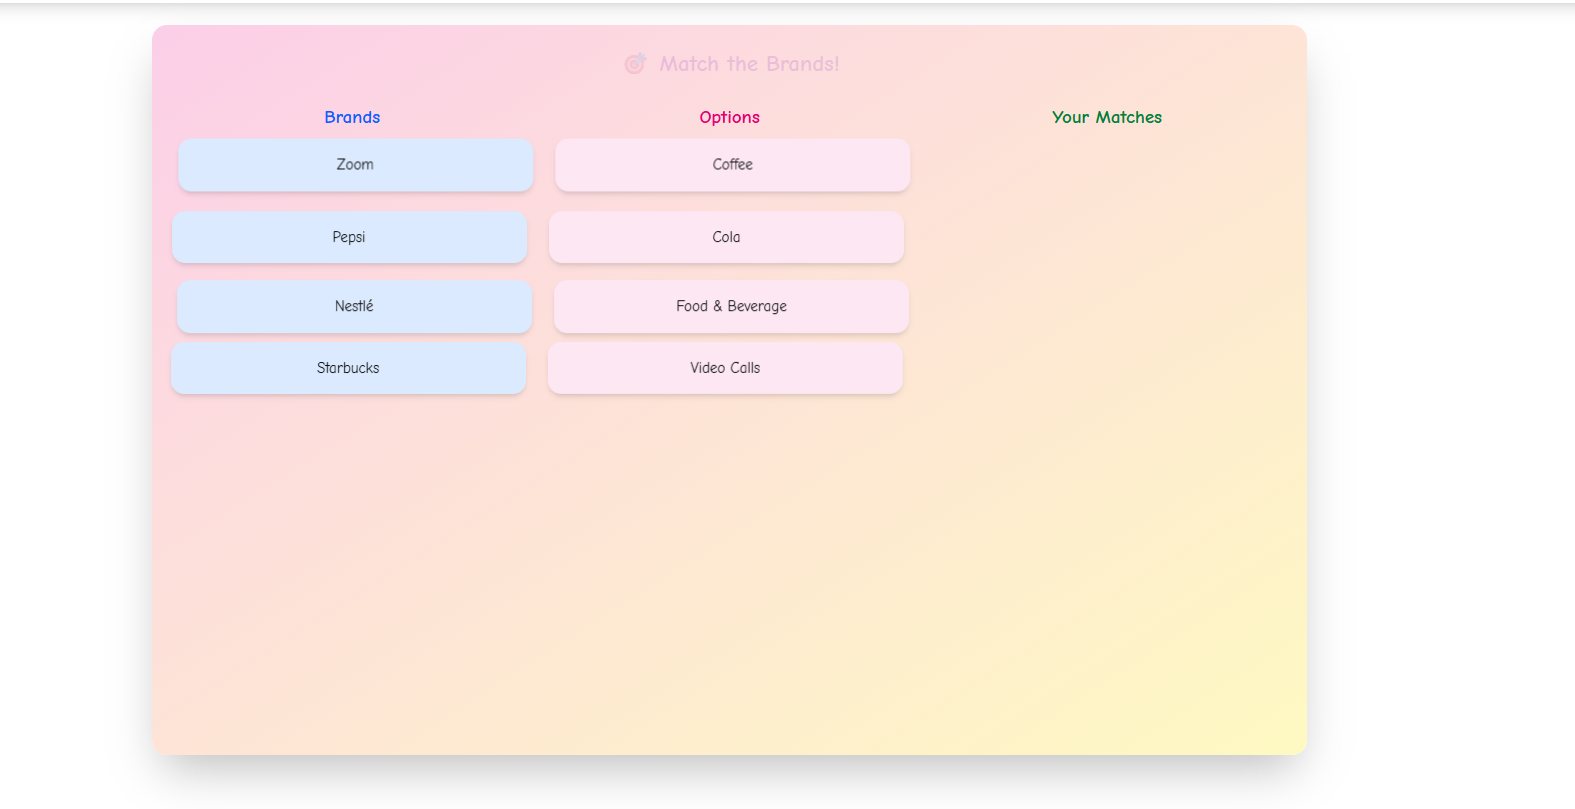 🎯 Match the Brands!
Brands
Options
Your Matches
Zoom
Coffee
Pepsi
Cola
Nestlé
Food & Beverage
Starbucks
Video Calls